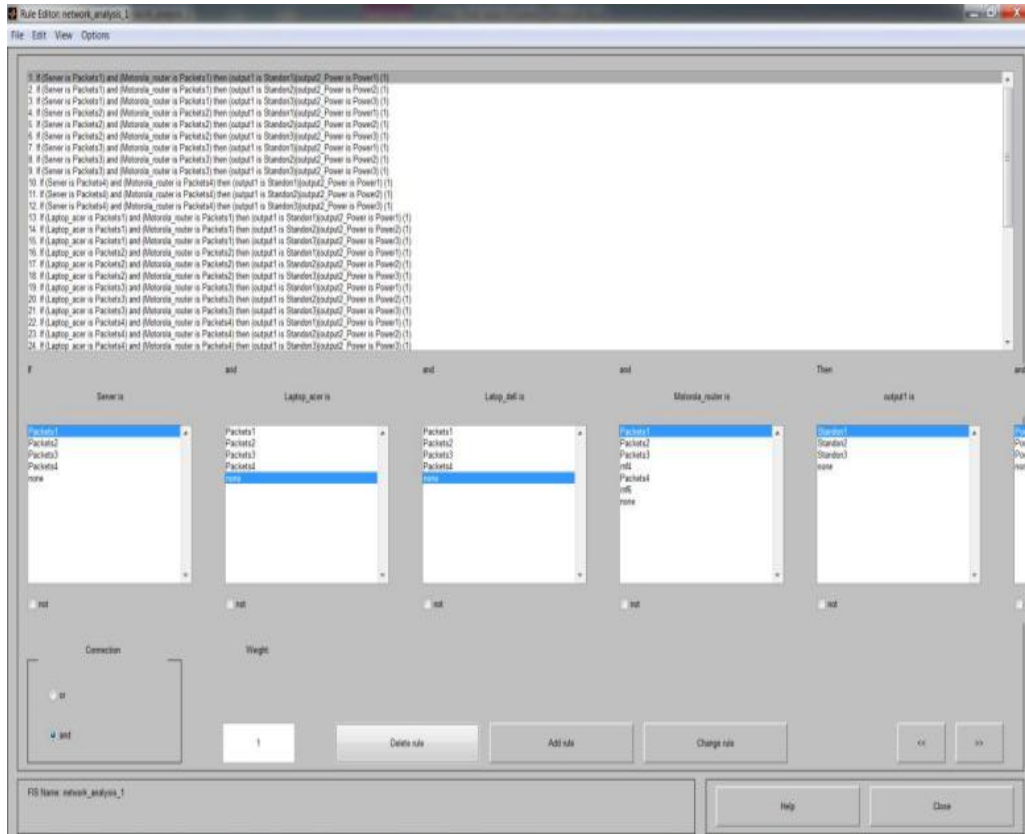 Rule Editor: network_analysis_1
File Edit View Options
1. If (Server is Packets1) and (Motorola_router is Packets1) then (output1 is Standon1)(output2_Power is Power1) (1)
2. If (Server is Packets1) and (Motorola_router is Packets1) then (output1 is Standon2)(output2_Power is Power2) (1)
3. If (Server is Packets1) and (Motorola_router is Packets1) then (output1 is Standon3)(output2_Power is Power3) (1)
4. If (Server is Packets2) and (Motorola_router is Packets2) then (output1 is Standon1)(output2_Power is Power1) (1)
5. If (Server is Packets2) and (Motorola_router is Packets2) then (output1 is Standon2)(output2_Power is Power2) (1)
6. If (Server is Packets2) and (Motorola_router is Packets2) then (output1 is Standon3)(output2_Power is Power3) (1)
7. If (Server is Packets3) and (Motorola_router is Packets3) then (output1 is Standon1)(output2_Power is Power1) (1)
8. If (Server is Packets3) and (Motorola_router is Packets3) then (output1 is Standon2)(output2_Power is Power2) (1)
9. If (Server is Packets3) and (Motorola_router is Packets3) then (output1 is Standon3)(output2_Power is Power3) (1)
10. If (Server is Packets4) and (Motorola_router is Packets4) then (output1 is Standon1)(output2_Power is Power1) (1)
11. If (Server is Packets4) and (Motorola_router is Packets4) then (output1 is Standon2)(output2_Power is Power2) (1)
12. If (Server is Packets4) and (Motorola_router is Packets4) then (output1 is Standon3)(output2_Power is Power3) (1)
13. If (Laptop_acer is Packets1) and (Motorola_router is Packets1) then (output1 is Standon1)(output2_Power is Power1) (1)
14. If (Laptop_acer is Packets1) and (Motorola_router is Packets1) then (output1 is Standon2)(output2_Power is Power2) (1)
15. If (Laptop_acer is Packets1) and (Motorola_router is Packets1) then (output1 is Standon3)(output2_Power is Power3) (1)
16. If (Laptop_acer is Packets2) and (Motorola_router is Packets2) then (output1 is Standon1)(output2_Power is Power1) (1)
17. If (Laptop_acer is Packets2) and (Motorola_router is Packets2) then (output1 is Standon2)(output2_Power is Power2) (1)
18. If (Laptop_acer is Packets2) and (Motorola_router is Packets2) then (output1 is Standon3)(output2_Power is Power3) (1)
19. If (Laptop_acer is Packets3) and (Motorola_router is Packets3) then (output1 is Standon1)(output2_Power is Power1) (1)
20. If (Laptop_acer is Packets3) and (Motorola_router is Packets3) then (output1 is Standon2)(output2_Power is Power2) (1)
21. If (Laptop_acer is Packets3) and (Motorola_router is Packets3) then (output1 is Standon3)(output2_Power is Power3) (1)
22. If (Laptop_acer is Packets4) and (Motorola_router is Packets4) then (output1 is Standon1)(output2_Power is Power1) (1)
23. If (Laptop_acer is Packets4) and (Motorola_router is Packets4) then (output1 is Standon2)(output2_Power is Power2) (1)
24. If (Laptop_acer is Packets4) and (Motorola_router is Packets4) then (output1 is Standon3)(output2_Power is Power3) (1)
If and and and Then and
Server is Laptop_acer is Latop_dell is Motorola_router is output1 is
Packets1 Packets1 Packets1 Packets1 Standon1
Packets2 Packets2 Packets2 Packets2 Standon2
Packets3 Packets3 Packets3 Packets3 Standon3
Packets4 Packets4 Packets4 mf4 none
none none none Packets4
mf6
none
not not not not not
Connection Weight:
or
and 1 Delete rule Add rule Change rule << >>
FIS Name: network_analysis_1 Help Close